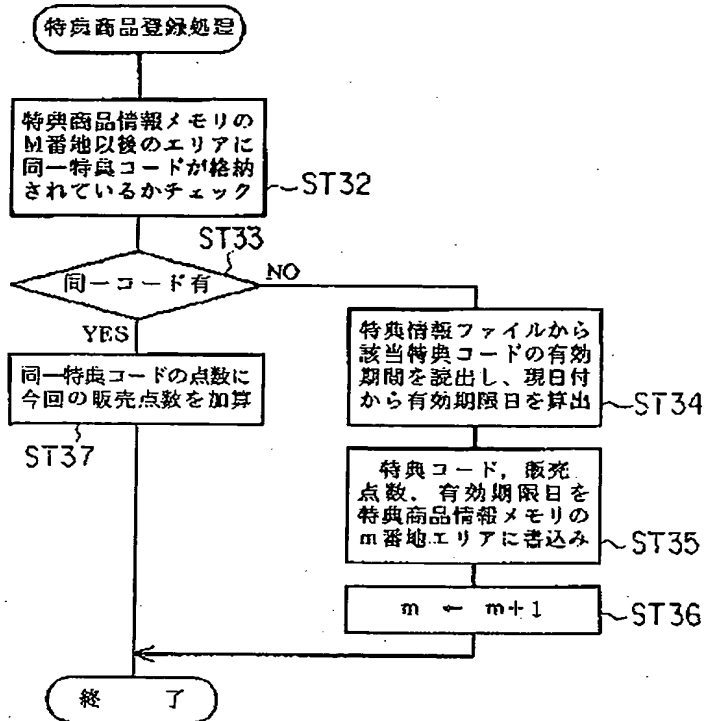 特典商品登録処理
特典商品情報メモリの
M番地以後のエリアに
同一特典コードが格納
されているかチェック
ST32
ST33
同一コード有
NO
YES
特典情報ファイルから
該当特典コードの有効
期間を読出し、現日付
から有効期限日を算出
ST34
同一特典コードの点数に
今回の販売点数を加算
ST37
特典コード，販売
点数、有効期限日を
特典商品情報メモリの
m番地エリアに書込み
ST35
m ← m+1
ST36
終 了